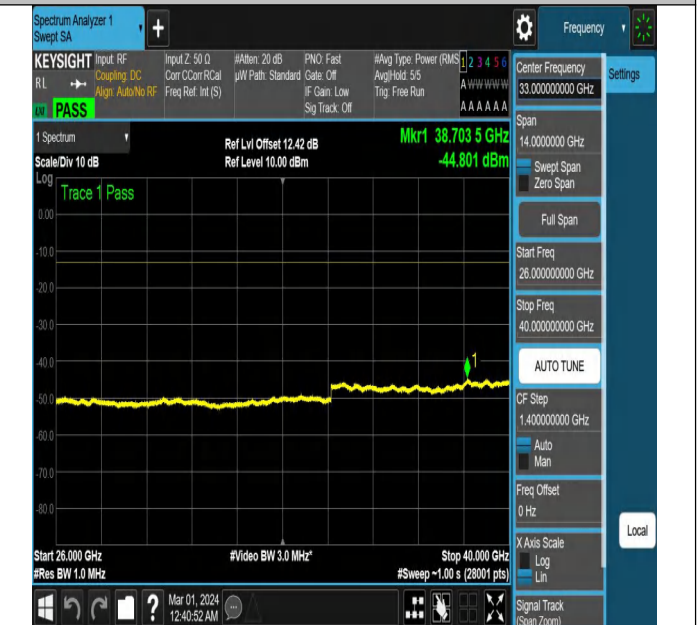 Spectrum Analyzer 1
Swept SA
+
Frequency
KEYSIGHT
RL
PASS
Input: RF
Coupling: DC
Align: Auto/No RF
Input Z: 50 Ω
Corr CCorr RCal
Freq Ref: Int (S)
#Atten: 20 dB
µW Path: Standard
PNO: Fast
Gate: Off
IF Gain: Low
Sig Track: Off
#Avg Type: Power (RMS
Avg|Hold: 5/5
Trig: Free Run
1 2 3 4 5 6
A W W W W W
A A A A A A
1 Spectrum
Scale/Div 10 dB
Ref Lvl Offset 12.42 dB
Ref Level 10.00 dBm
Mkr1 38.703 5 GHz
-44.801 dBm
Log
Trace 1 Pass
0.00
-10.0
-20.0
-30.0
-40.0
-50.0
-60.0
-70.0
-80.0
1
Start 26.000 GHz
#Res BW 1.0 MHz
#Video BW 3.0 MHz*
Stop 40.000 GHz
#Sweep ~1.00 s (28001 pts)
Mar 01, 2024
12:40:52 AM
?
Center Frequency
33.000000000 GHz
Settings
Span
14.0000000 GHz
Swept Span
Zero Span
Full Span
Start Freq
26.000000000 GHz
Stop Freq
40.000000000 GHz
AUTO TUNE
CF Step
1.400000000 GHz
Auto
Man
Freq Offset
0 Hz
X Axis Scale
Log
Lin
Local
Signal Track
(Span Zoom)